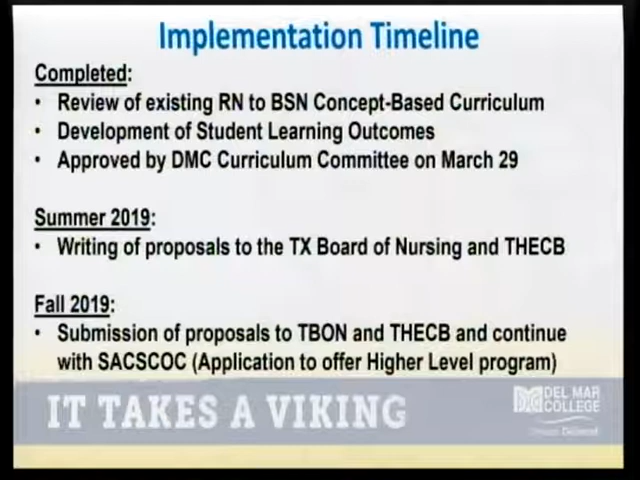 Implementation Timeline
Completed:
• Review of existing RN to BSN Concept-Based Curriculum
• Development of Student Learning Outcomes
• Approved by DMC Curriculum Committee on March 29
Summer 2019:
• Writing of proposals to the TX Board of Nursing and THECB
Fall 2019:
• Submission of proposals to TBON and THECB and continue
with SACSCOC (Application to offer Higher Level program)
IT TAKES A VIKING
DEL MAR
COLLEGE